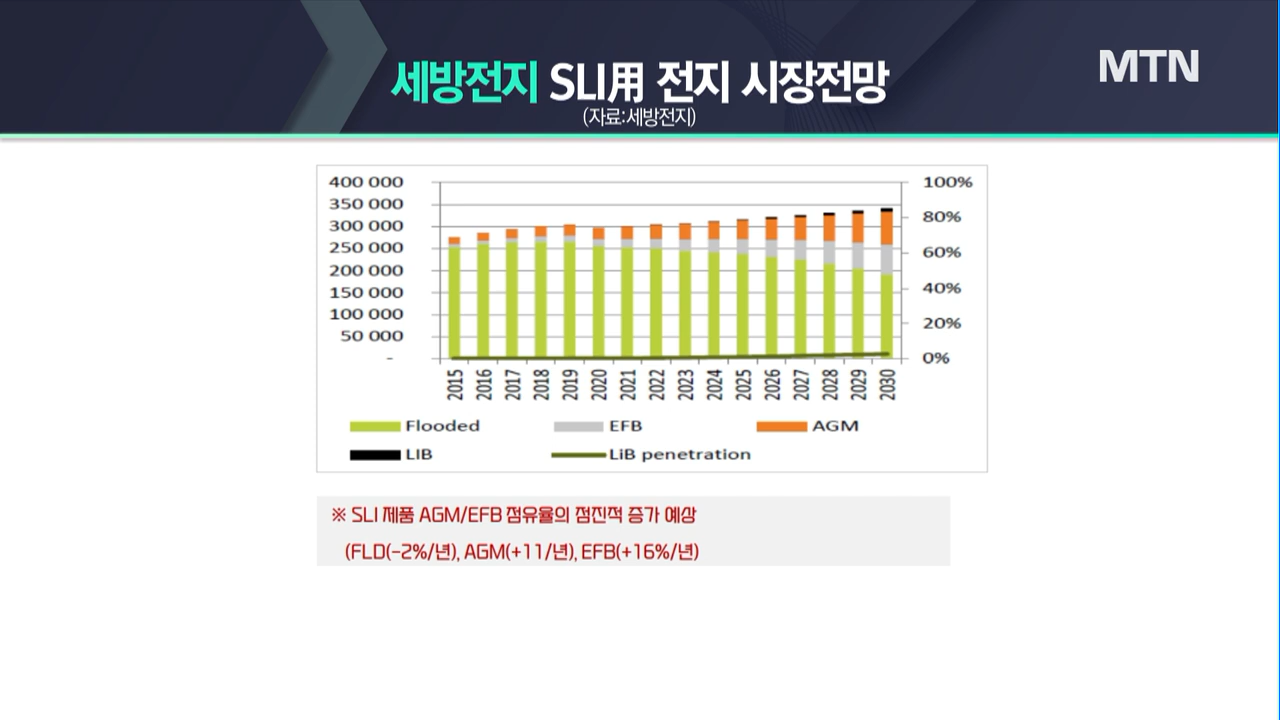 세방전지 SLI用 전지 시장전망
MTN
(자료:세방전지)
400 000
350 000
300 000
250 000
200 000
150 000
100 000
50 000
-
100%
80%
60%
40%
20%
0%
2015 2016 2017 2018 2019 2020 2021 2022 2023 2024 2025 2026 2027 2028 2029 2030
Flooded EFB AGM
LIB LiB penetration
※ SLI 제품 AGM/EFB 점유율의 점진적 증가 예상
(FLD(-2%/년), AGM(+11/년), EFB(+16%/년)